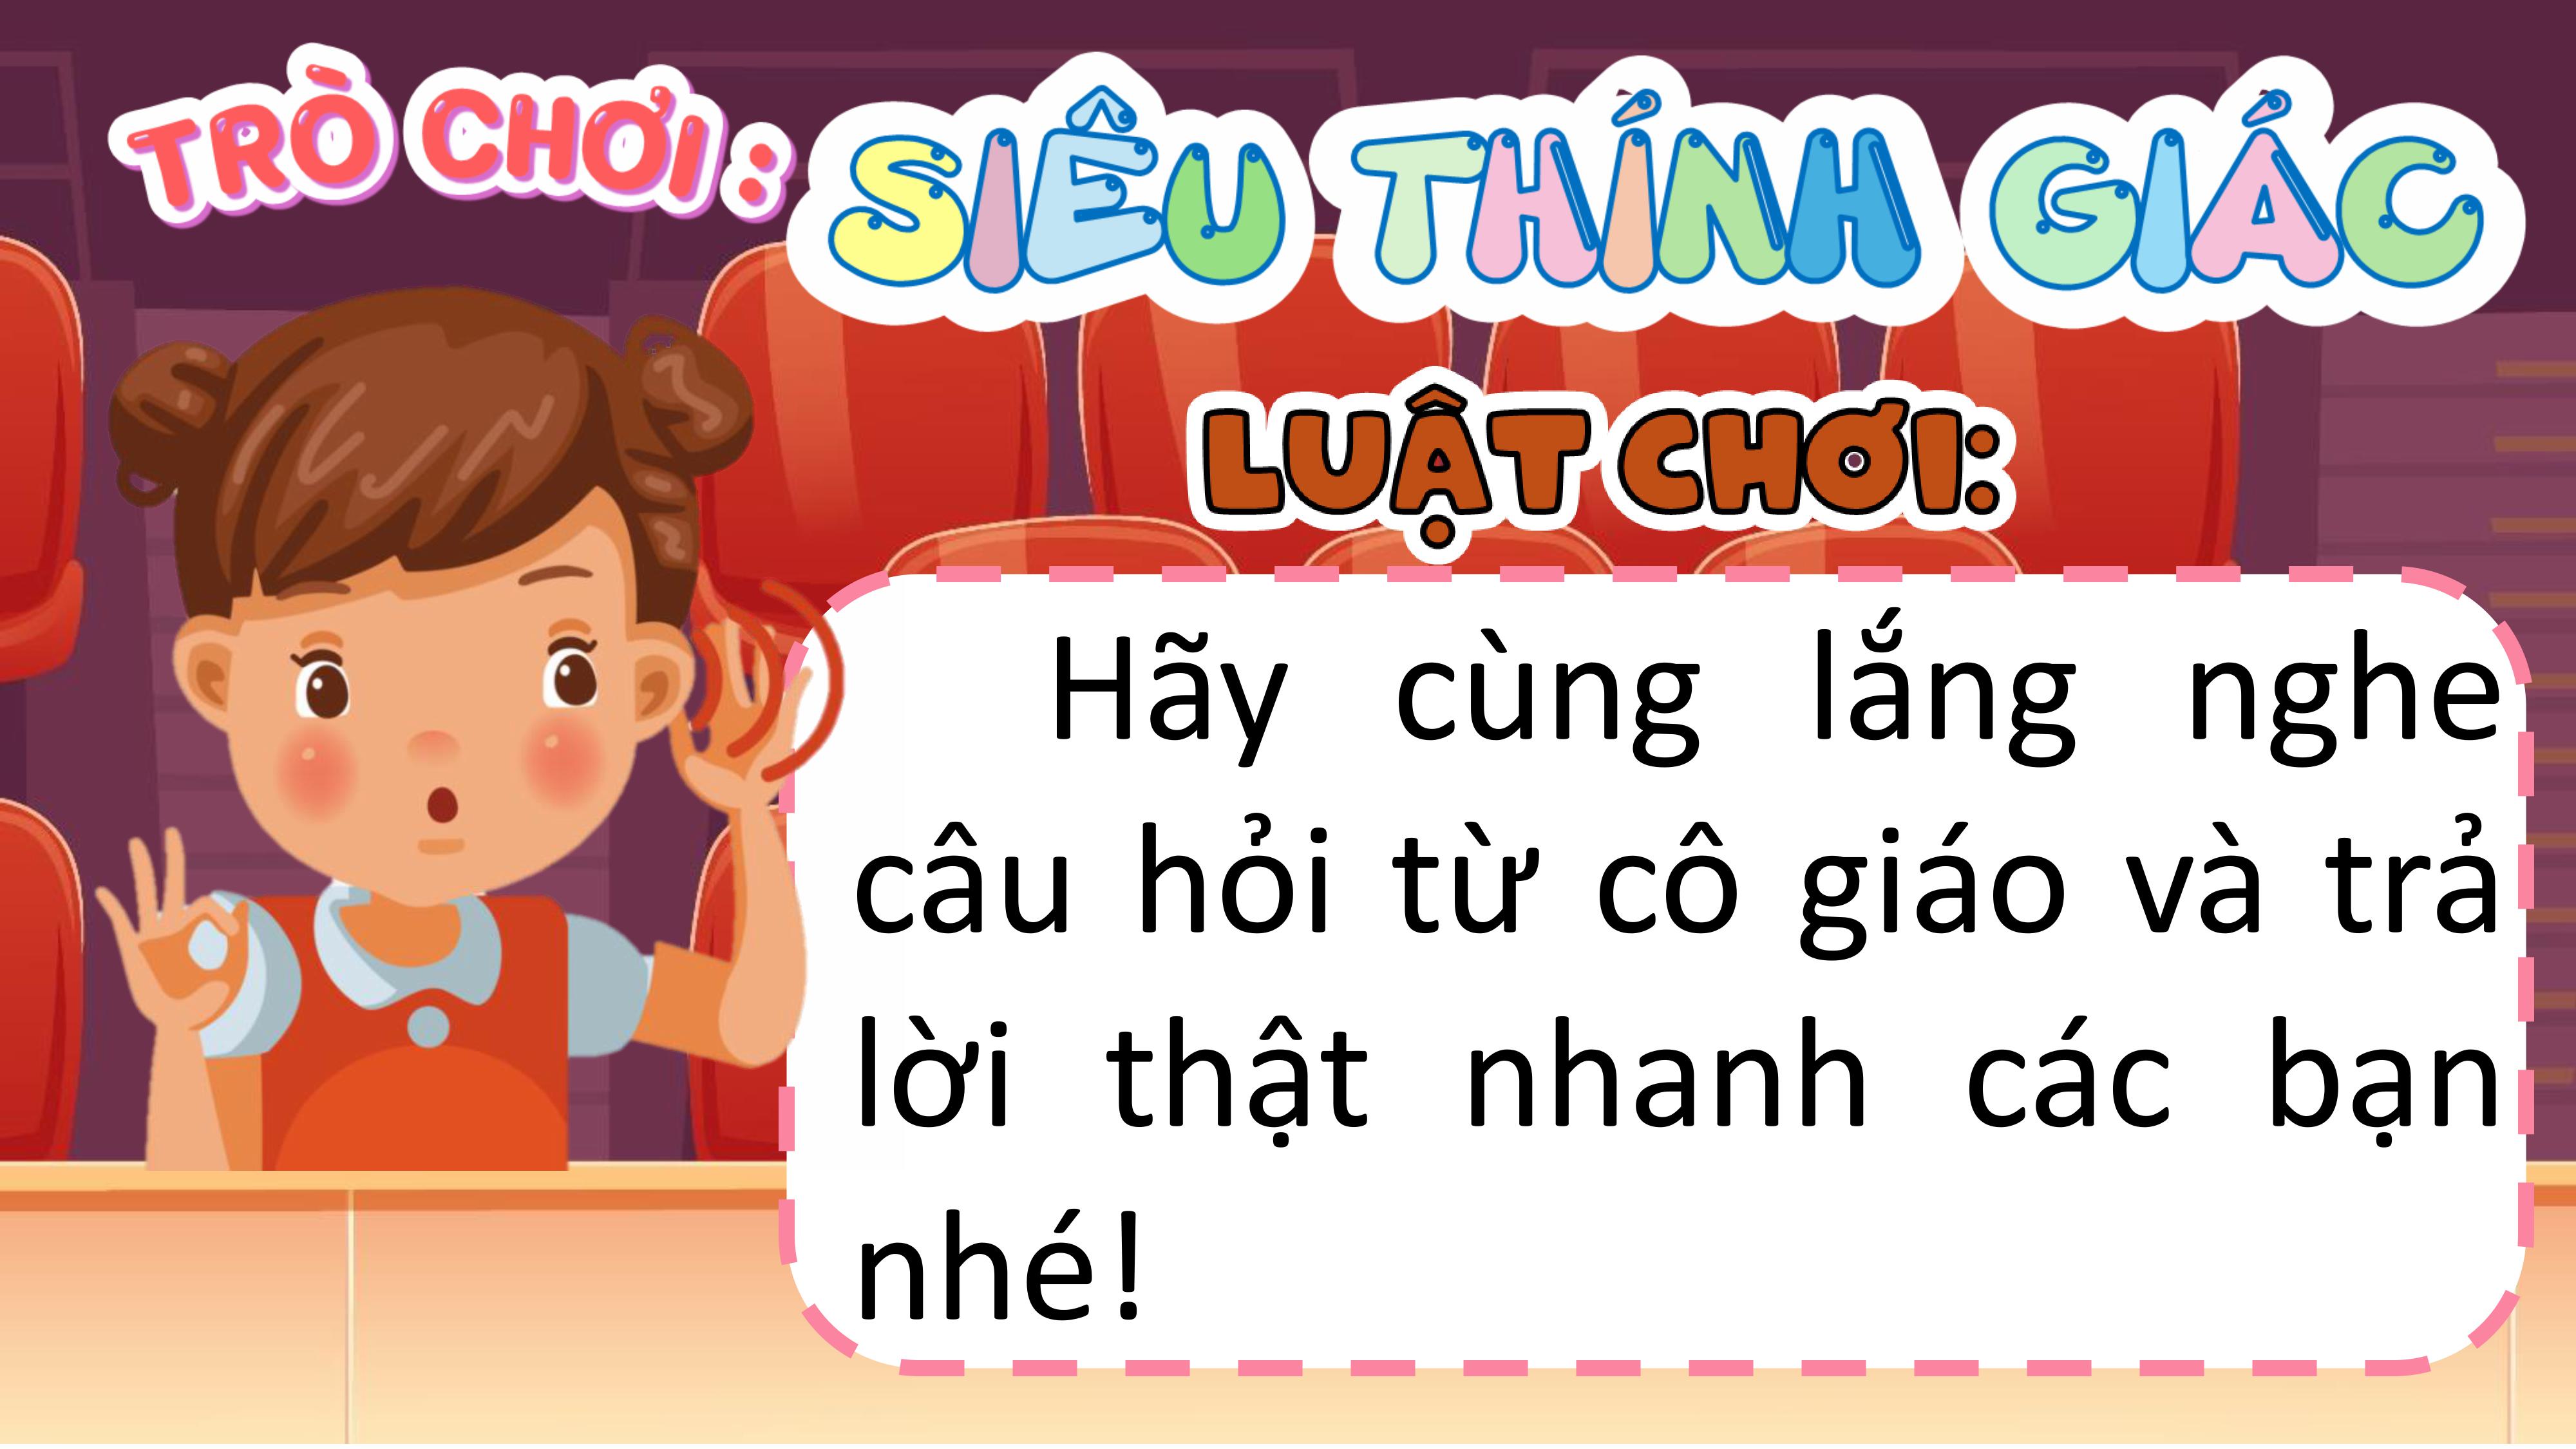 TRÒ CHƠI: SIÊU THÍNH GIÁC
LUẬT CHƠI:
Hãy cùng lắng nghe
câu hỏi từ cô giáo và trả
lời thật nhanh các bạn
nhé!